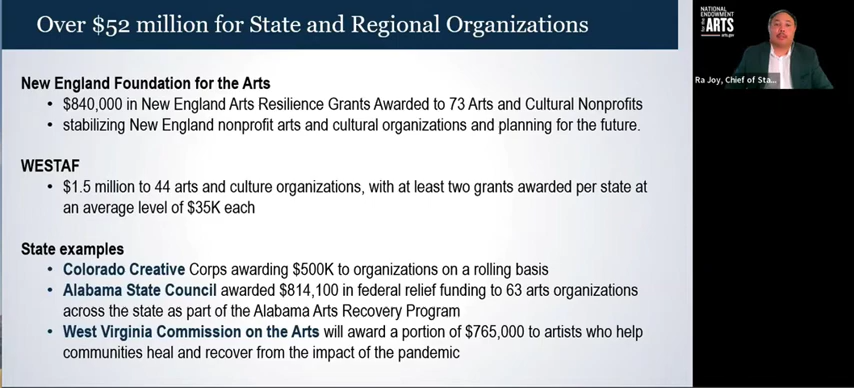 Over $52 million for State and Regional Organizations
New England Foundation for the Arts
• $840,000 in New England Arts Resilience Grants Awarded to 73 Arts and Cultural Nonprofits
• stabilizing New England nonprofit arts and cultural organizations and planning for the future.
WESTAF
• $1.5 million to 44 arts and culture organizations, with at least two grants awarded per state at
an average level of $35K each
State examples
• Colorado Creative Corps awarding $500K to organizations on a rolling basis
• Alabama State Council awarded $814,100 in federal relief funding to 63 arts organizations
across the state as part of the Alabama Arts Recovery Program
• West Virginia Commission on the Arts will award a portion of $765,000 to artists who help
communities heal and recover from the impact of the pandemic
NATIONAL
ENDOWMENT
for the ARTS
arts.gov
Ra Joy, Chief of Sta...